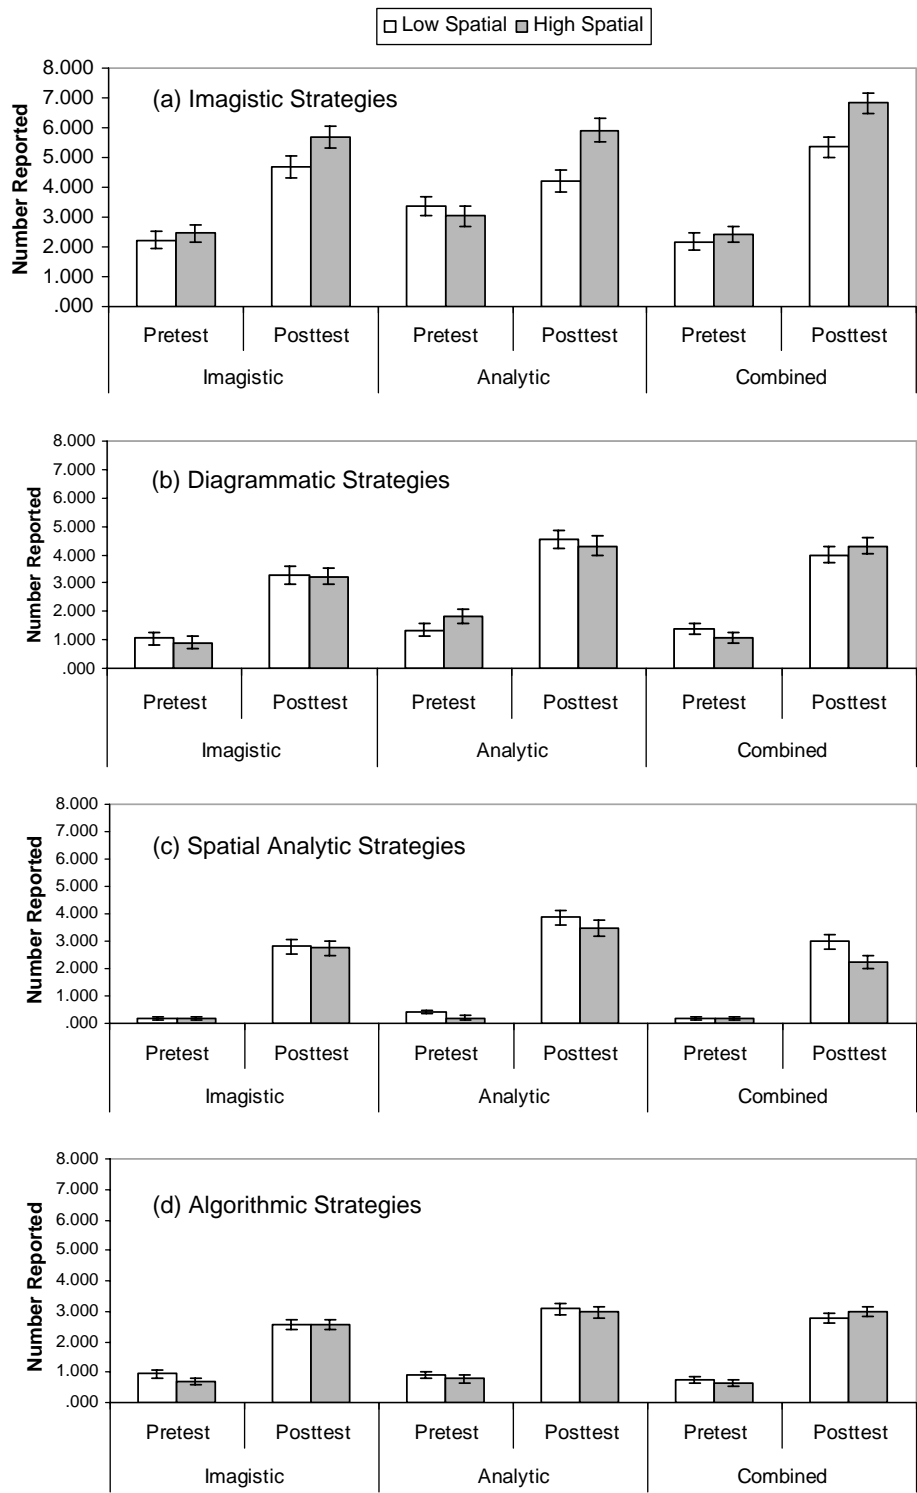 Low Spatial High Spatial
(a) Imagistic Strategies
Number Reported
8.000
7.000
6.000
5.000
4.000
3.000
2.000
1.000
.000
Pretest Posttest Pretest Posttest Pretest Posttest
Imagistic Analytic Combined
(b) Diagrammatic Strategies
Number Reported
8.000
7.000
6.000
5.000
4.000
3.000
2.000
1.000
.000
Pretest Posttest Pretest Posttest Pretest Posttest
Imagistic Analytic Combined
(c) Spatial Analytic Strategies
Number Reported
8.000
7.000
6.000
5.000
4.000
3.000
2.000
1.000
.000
Pretest Posttest Pretest Posttest Pretest Posttest
Imagistic Analytic Combined
(d) Algorithmic Strategies
Number Reported
8.000
7.000
6.000
5.000
4.000
3.000
2.000
1.000
.000
Pretest Posttest Pretest Posttest Pretest Posttest
Imagistic Analytic Combined